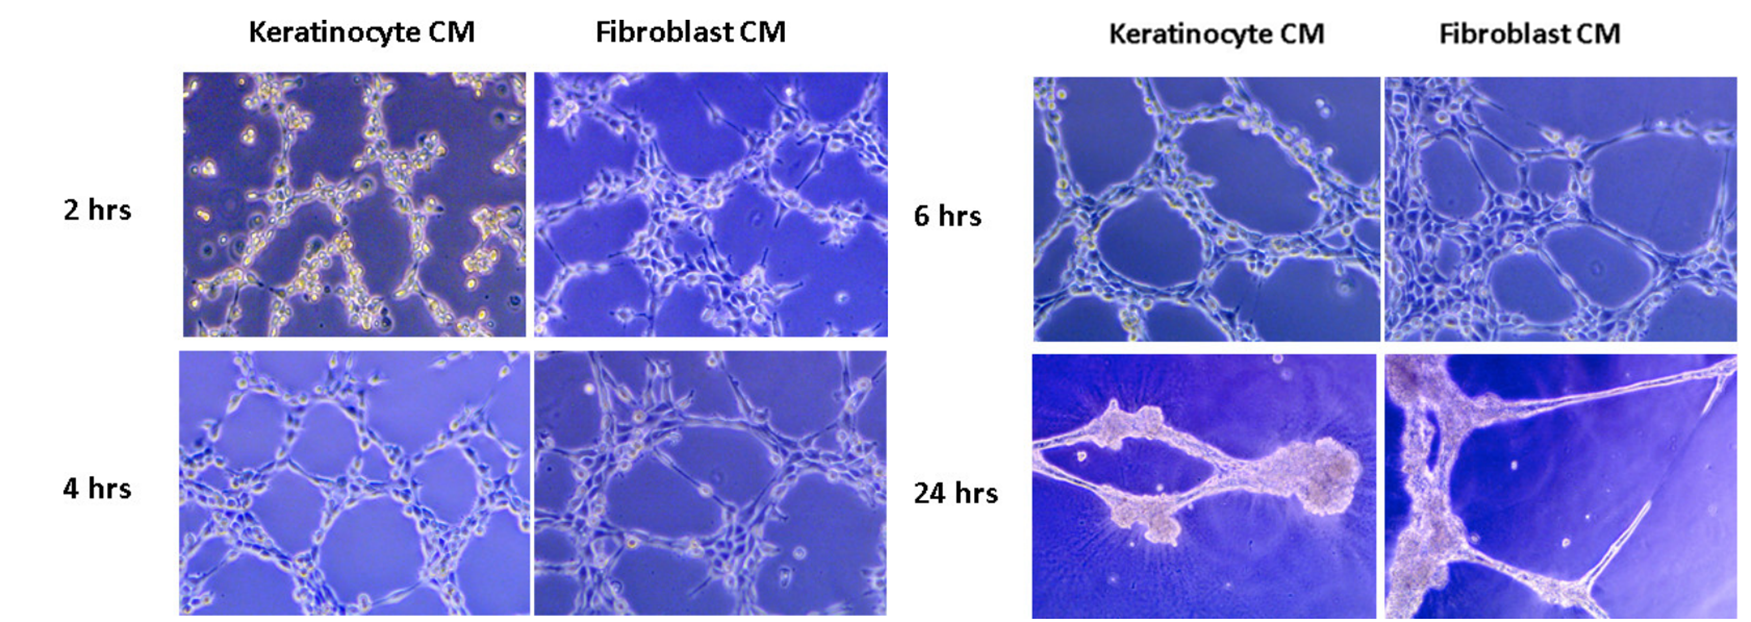 Keratinocyte CM Fibroblast CM
2 hrs
4 hrs
Keratinocyte CM Fibroblast CM
6 hrs
24 hrs